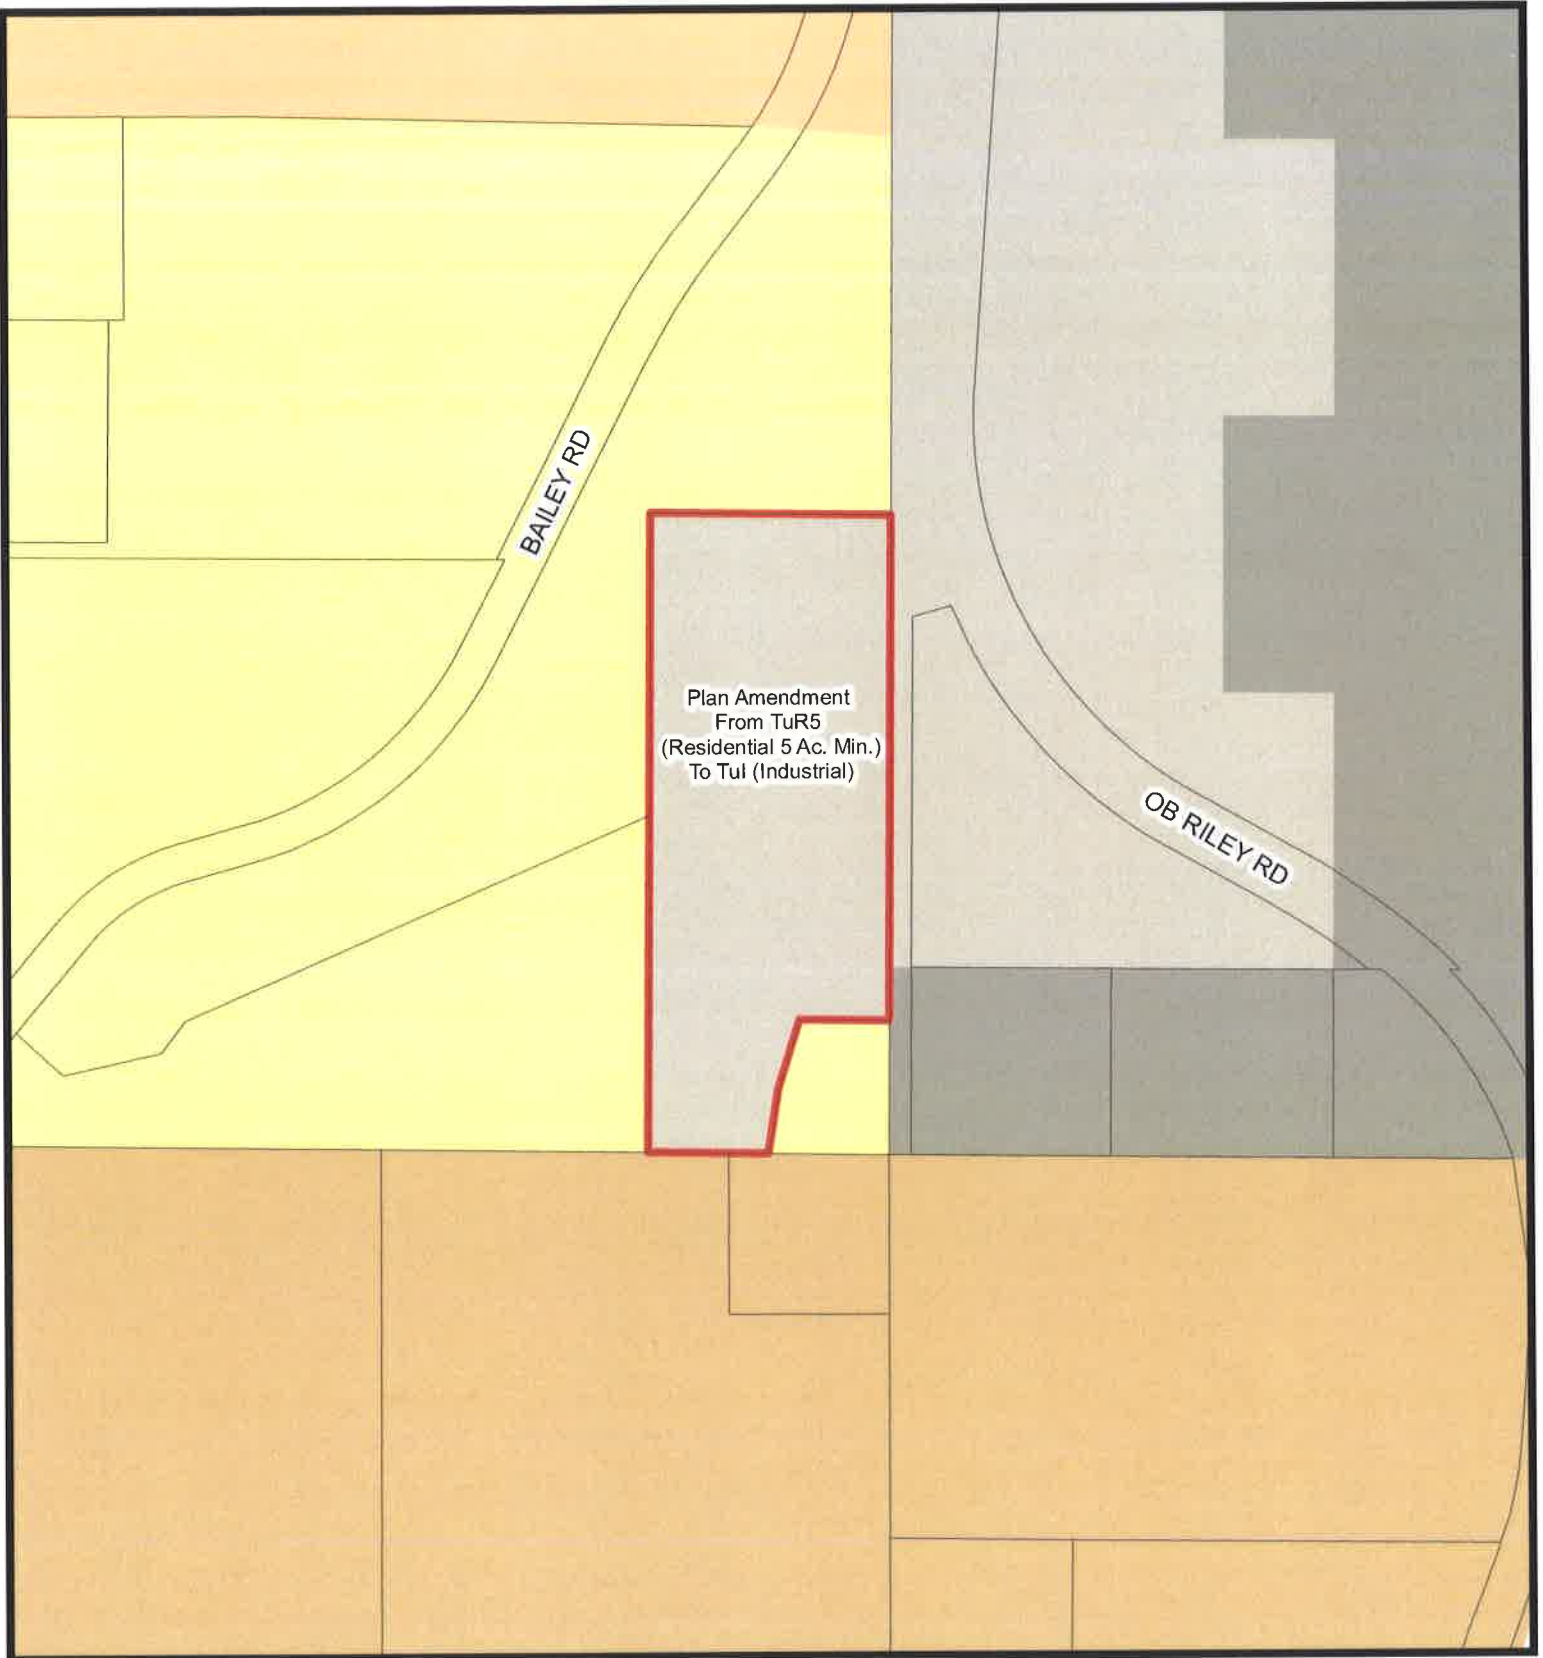 BAILEY RD
Plan Amendment
From TuR5
(Residential 5 Ac. Min.)
To TuI (Industrial)
OB RILEY RD